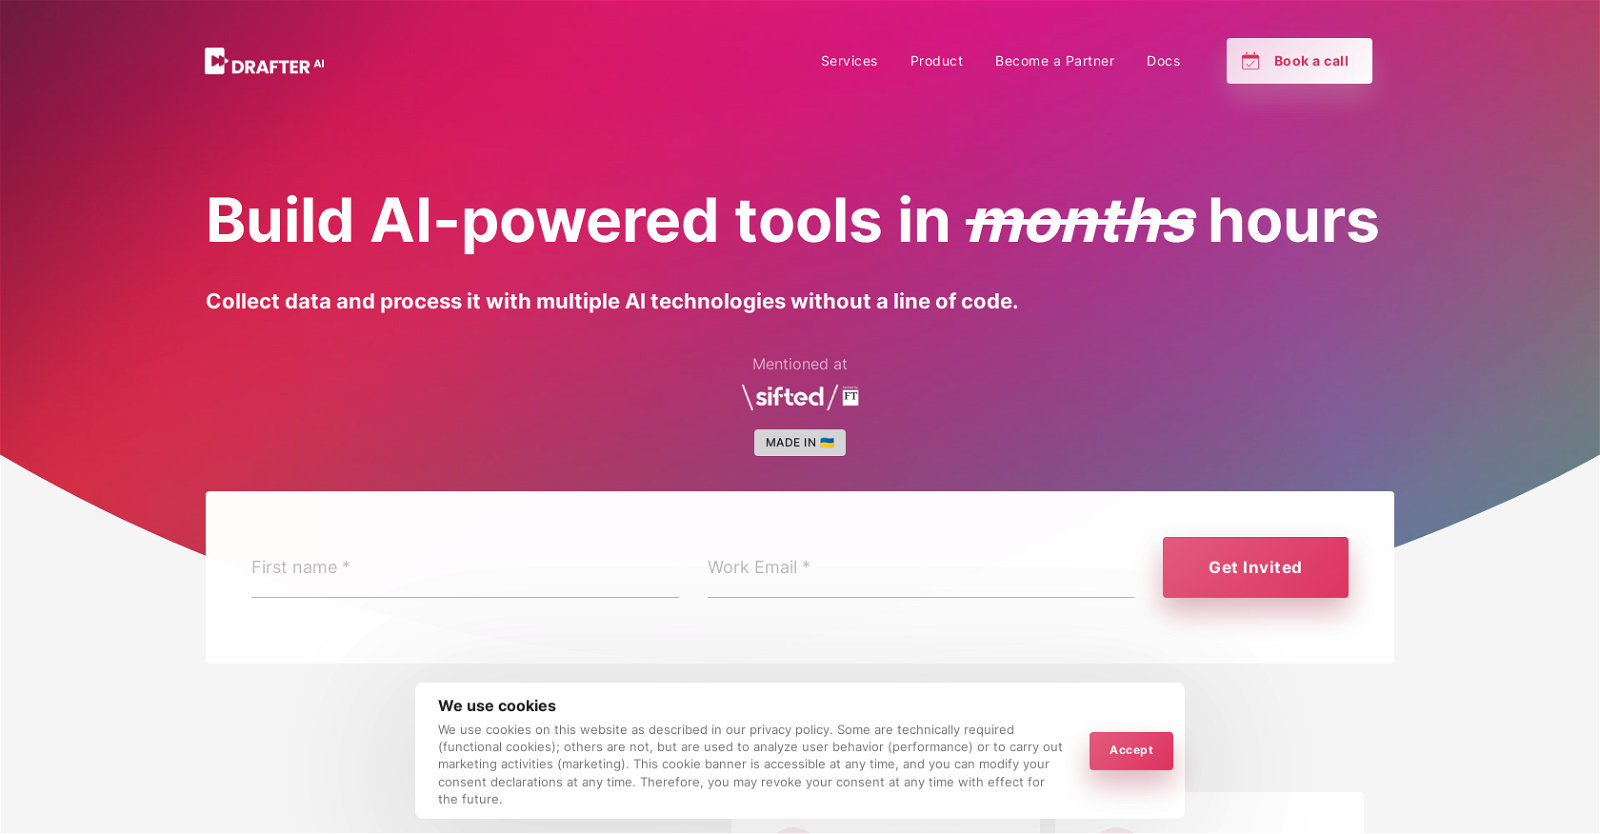 DRAFTER AI
Services
Product
Become a Partner
Docs
Book a call
Build AI-powered tools in months hours
Collect data and process it with multiple AI technologies without a line of code.
Mentioned at
\sifted/ FT
MADE IN 🇺🇦
First name *
Work Email *
Get Invited
We use cookies
We use cookies on this website as described in our privacy policy. Some are technically required
(functional cookies); others are not, but are used to analyze user behavior (performance) or to carry out
marketing activities (marketing). This cookie banner is accessible at any time, and you can modify your
consent declarations at any time. Therefore, you may revoke your consent at any time with effect for
the future.
Accept